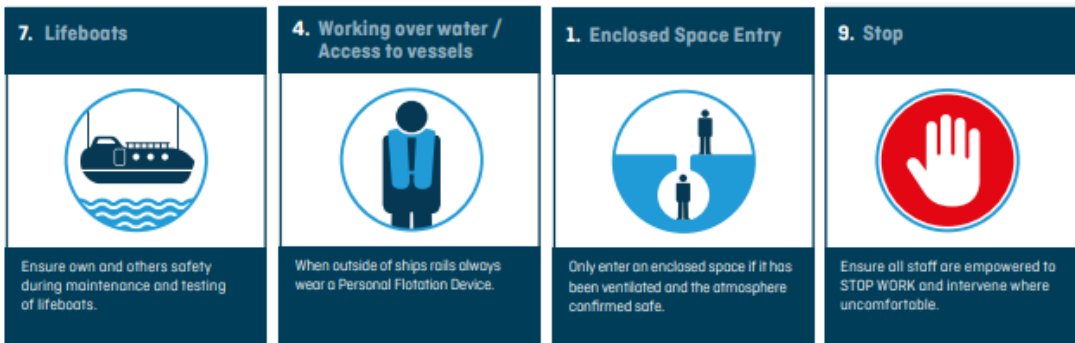 7. Lifeboats
Ensure own and others safety
during maintenance and testing
of lifeboats.
4. Working over water /
Access to vessels
When outside of ships rails always
wear a Personal Flotation Device.
1. Enclosed Space Entry
Only enter an enclosed space if it has
been ventilated and the atmosphere
confirmed safe.
9. Stop
Ensure all staff are empowered to
STOP WORK and intervene where
uncomfortable.